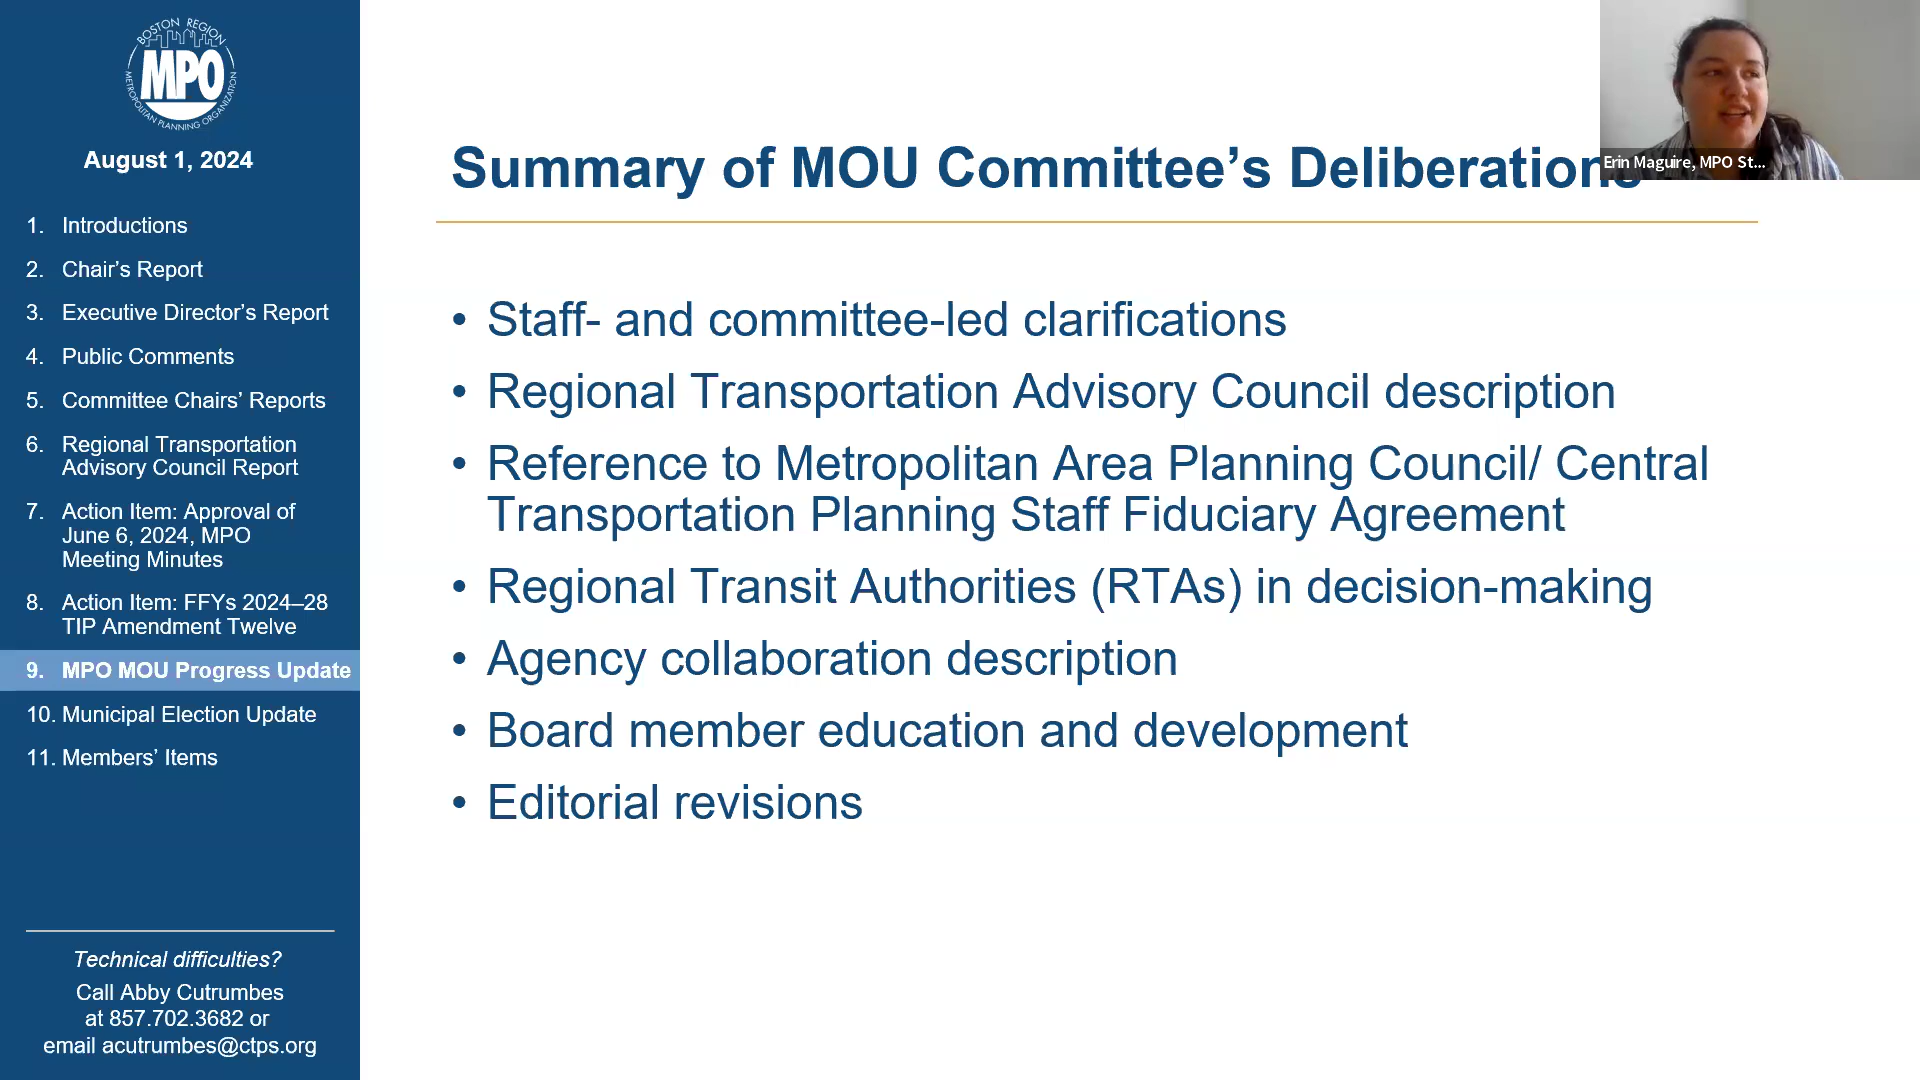 BOSTON REGION
MPO
METROPOLITAN PLANNING ORGANIZATION
August 1, 2024
1. Introductions
2. Chair’s Report
3. Executive Director’s Report
4. Public Comments
5. Committee Chairs’ Reports
6. Regional Transportation
Advisory Council Report
7. Action Item: Approval of
June 6, 2024, MPO
Meeting Minutes
8. Action Item: FFYs 2024–28
TIP Amendment Twelve
9. MPO MOU Progress Update
10. Municipal Election Update
11. Members’ Items
Technical difficulties?
Call Abby Cutrumbes
at 857.702.3682 or
email acutrumbes@ctps.org
Summary of MOU Committee’s Deliberations
• Staff- and committee-led clarifications
• Regional Transportation Advisory Council description
• Reference to Metropolitan Area Planning Council/ Central
Transportation Planning Staff Fiduciary Agreement
• Regional Transit Authorities (RTAs) in decision-making
• Agency collaboration description
• Board member education and development
• Editorial revisions
Erin Maguire, MPO St...